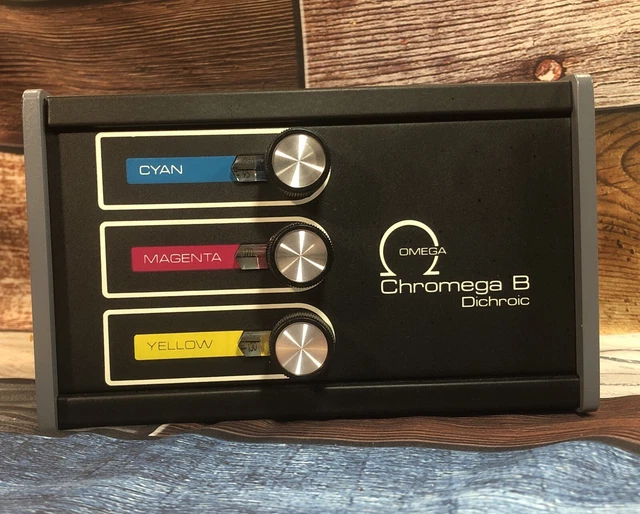 CYAN
MAGENTA
YELLOW
OMEGA
Chromega B
Dichroic